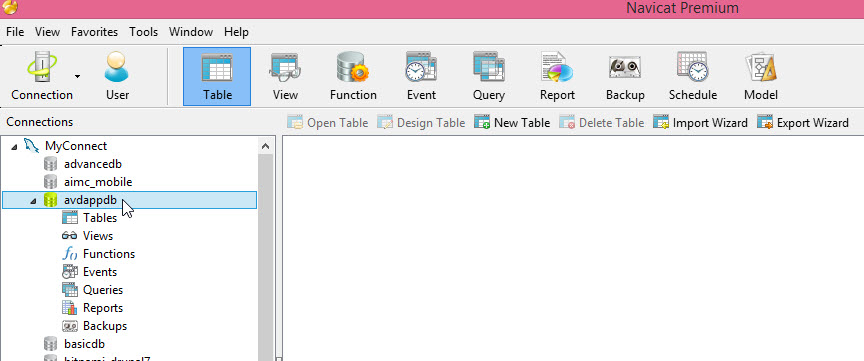 Navicat Premium
File View Favorites Tools Window Help
Connection User Table View Function Event Query Report Backup Schedule Model
Connections
Open Table Design Table New Table Delete Table Import Wizard Export Wizard
MyConnect
advancedb
aimc_mobile
avdappdb
Tables
Views
f() Functions
Events
Queries
Reports
Backups
basicdb
bitnami_drupal7